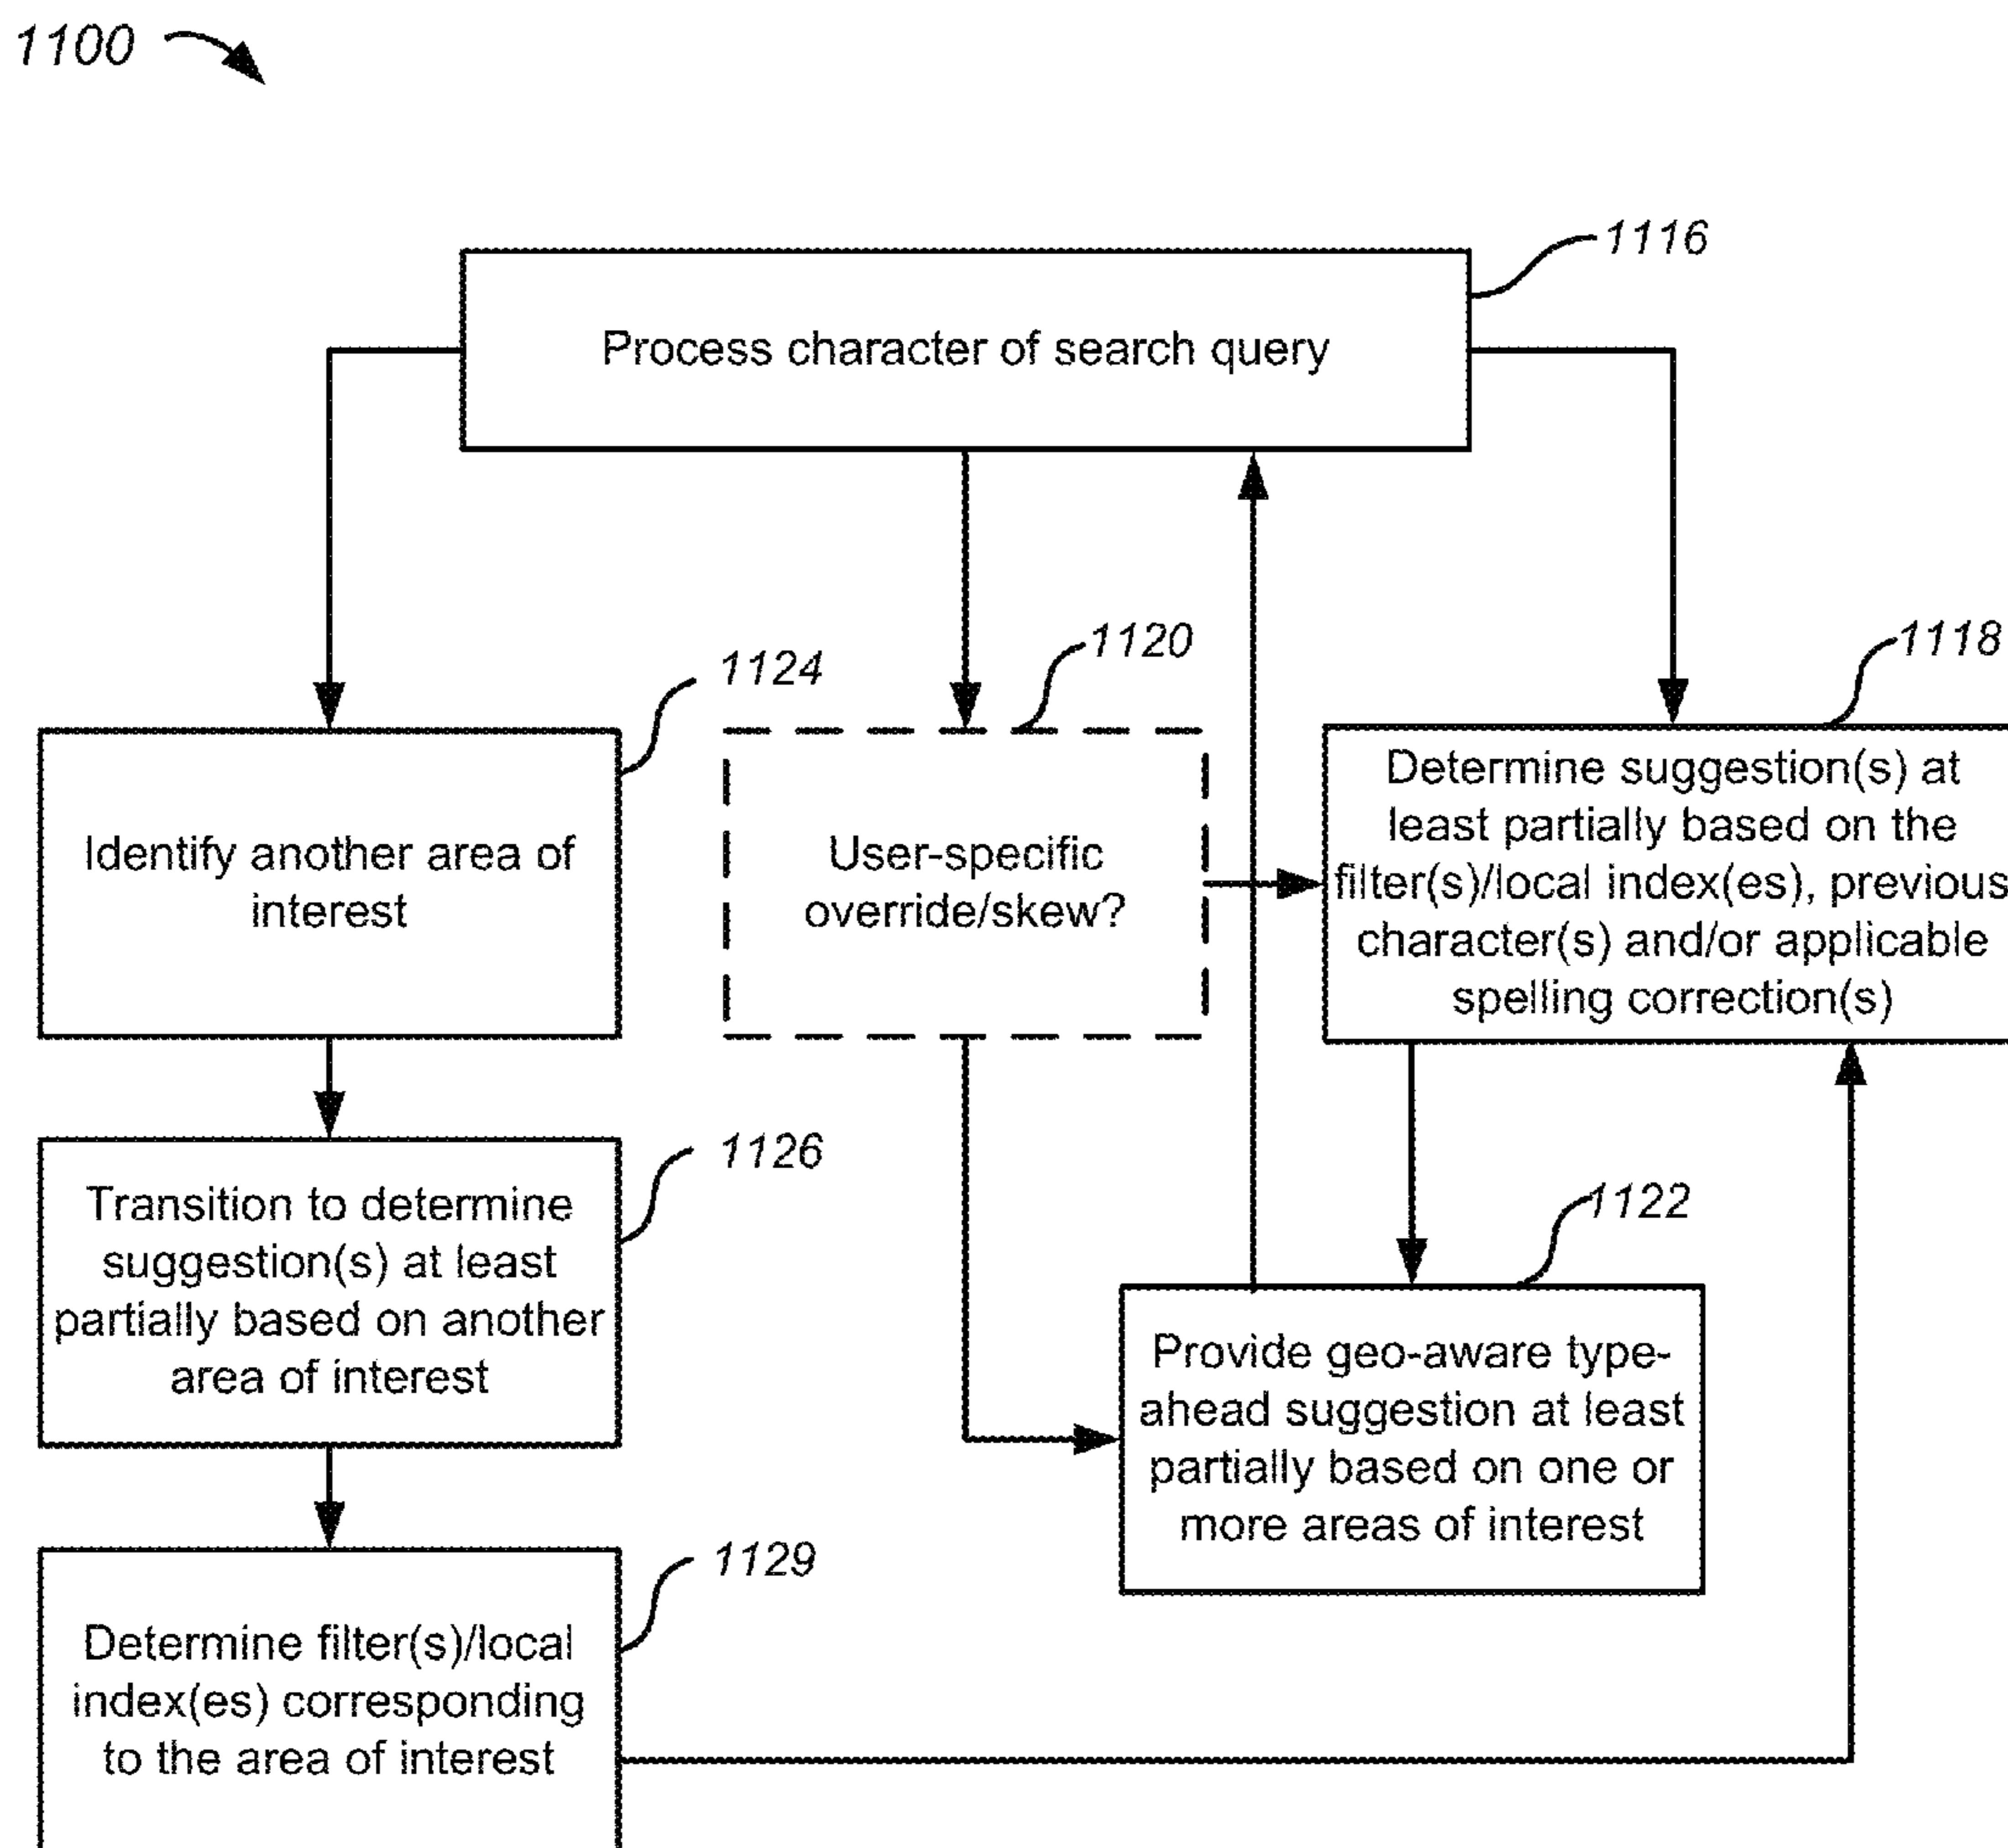 1100
1116
Process character of search query
1124
1120
1118
Identify another area of
interest
User-specific
override/skew?
Determine suggestion(s) at
least partially based on the
filter(s)/local index(es), previous
character(s) and/or applicable
spelling correction(s)
1126
Transition to determine
suggestion(s) at least
partially based on another
area of interest
1122
Provide geo-aware type-
ahead suggestion at least
partially based on one or
more areas of interest
1129
Determine filter(s)/local
index(es) corresponding
to the area of interest